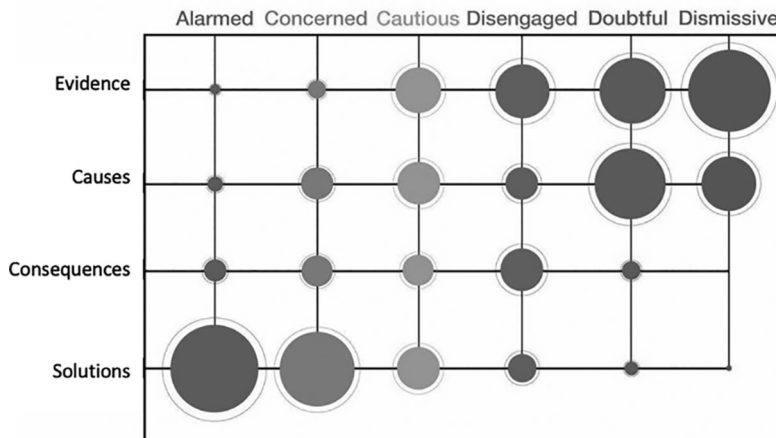 Alarmed Concerned Cautious Disengaged Doubtful Dismissive
Evidence
Causes
Consequences
Solutions